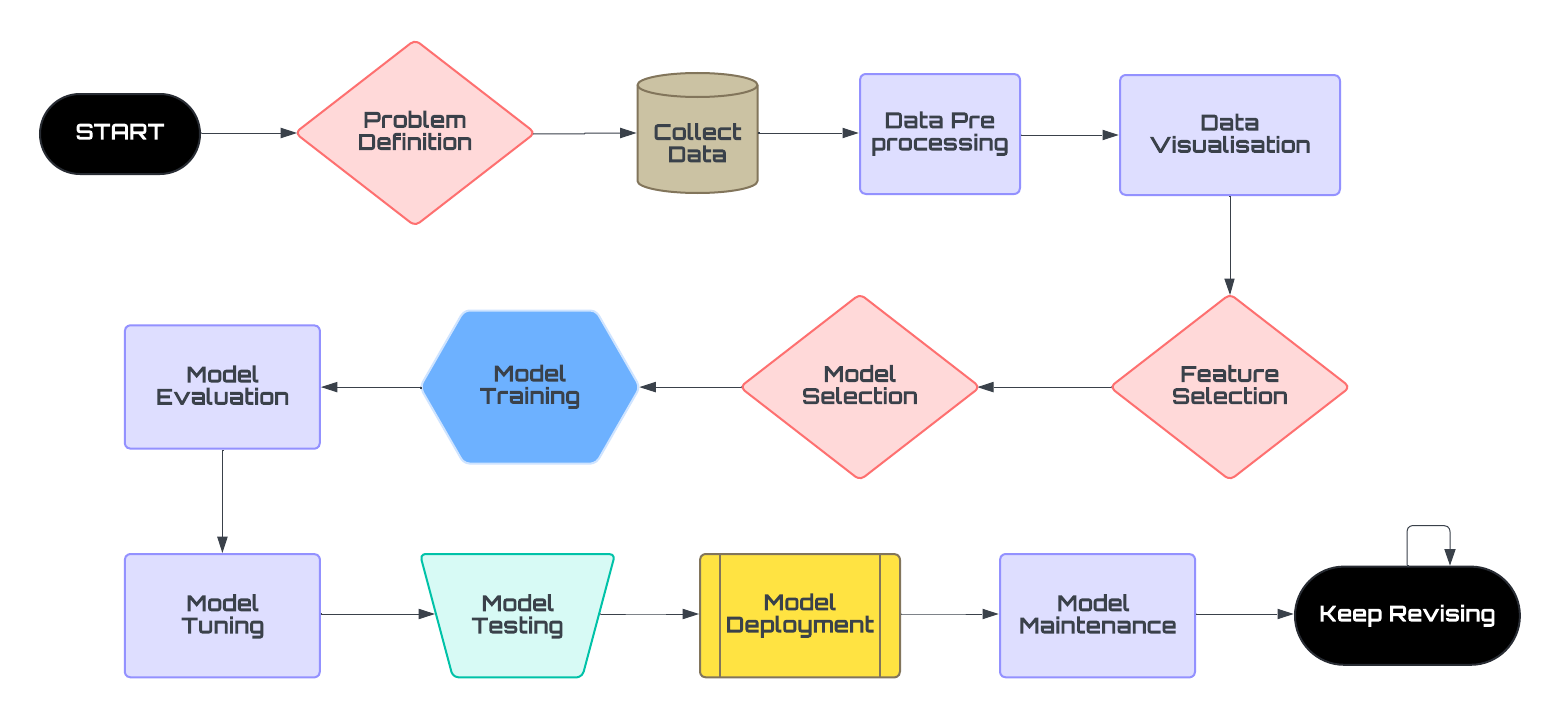 START
Problem
Definition
Collect
Data
Data Pre
processing
Data
Visualisation
Feature
Selection
Model
Selection
Model
Training
Model
Evaluation
Model
Tuning
Model
Testing
Model
Deployment
Model
Maintenance
Keep Revising